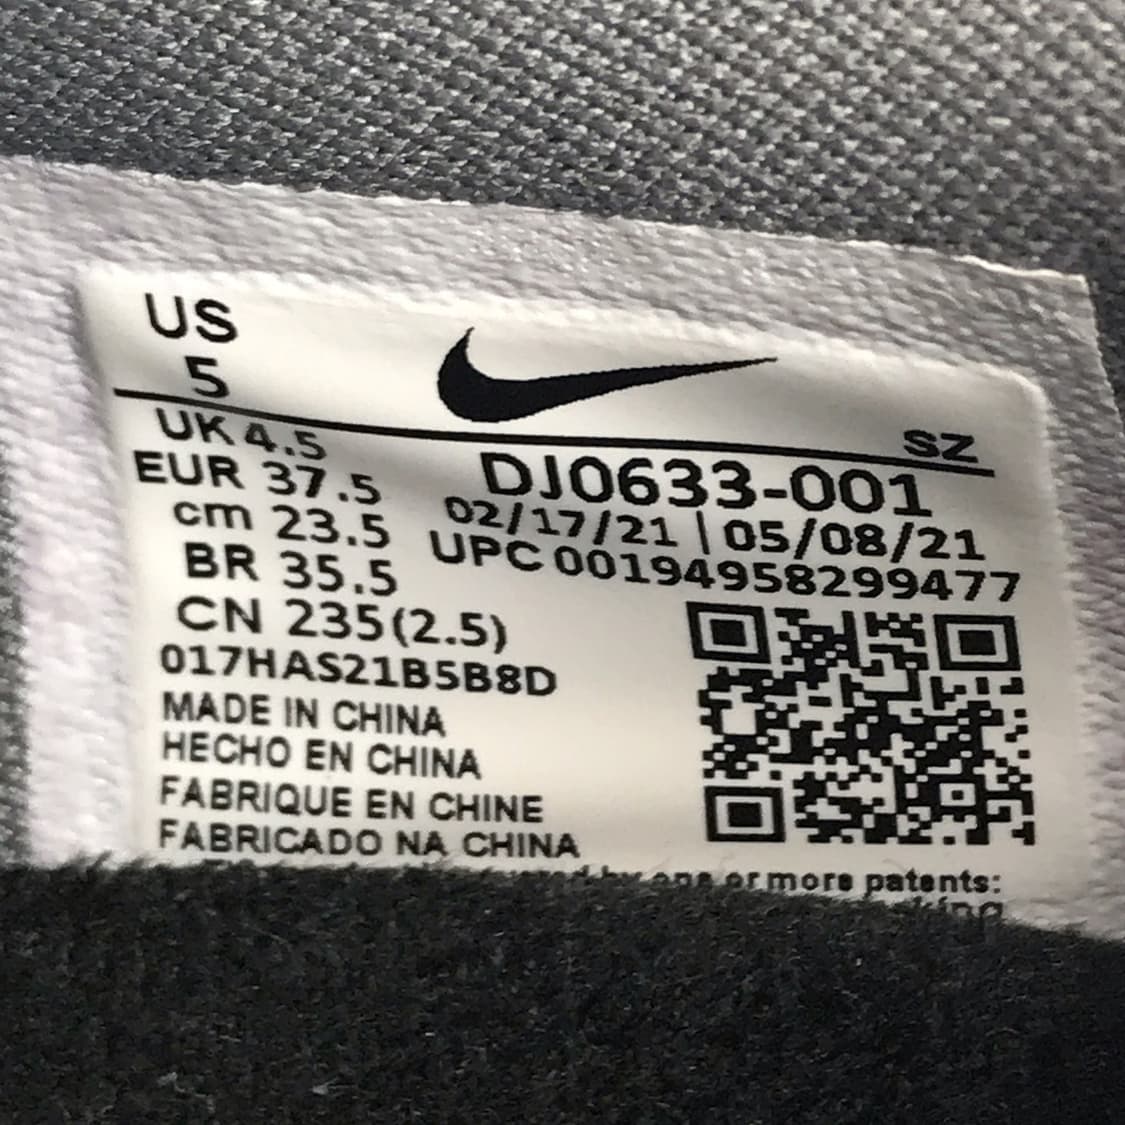 US
5
SZ
UK 4.5
EUR 37.5
cm 23.5
BR 35.5
CN 235(2.5)
DJ0633-001
02/17/21 | 05/08/21
UPC 00194958299477
017HAS21B5B8D
MADE IN CHINA
HECHO EN CHINA
FABRIQUE EN CHINE
FABRICADO NA CHINA
by one or more patents: